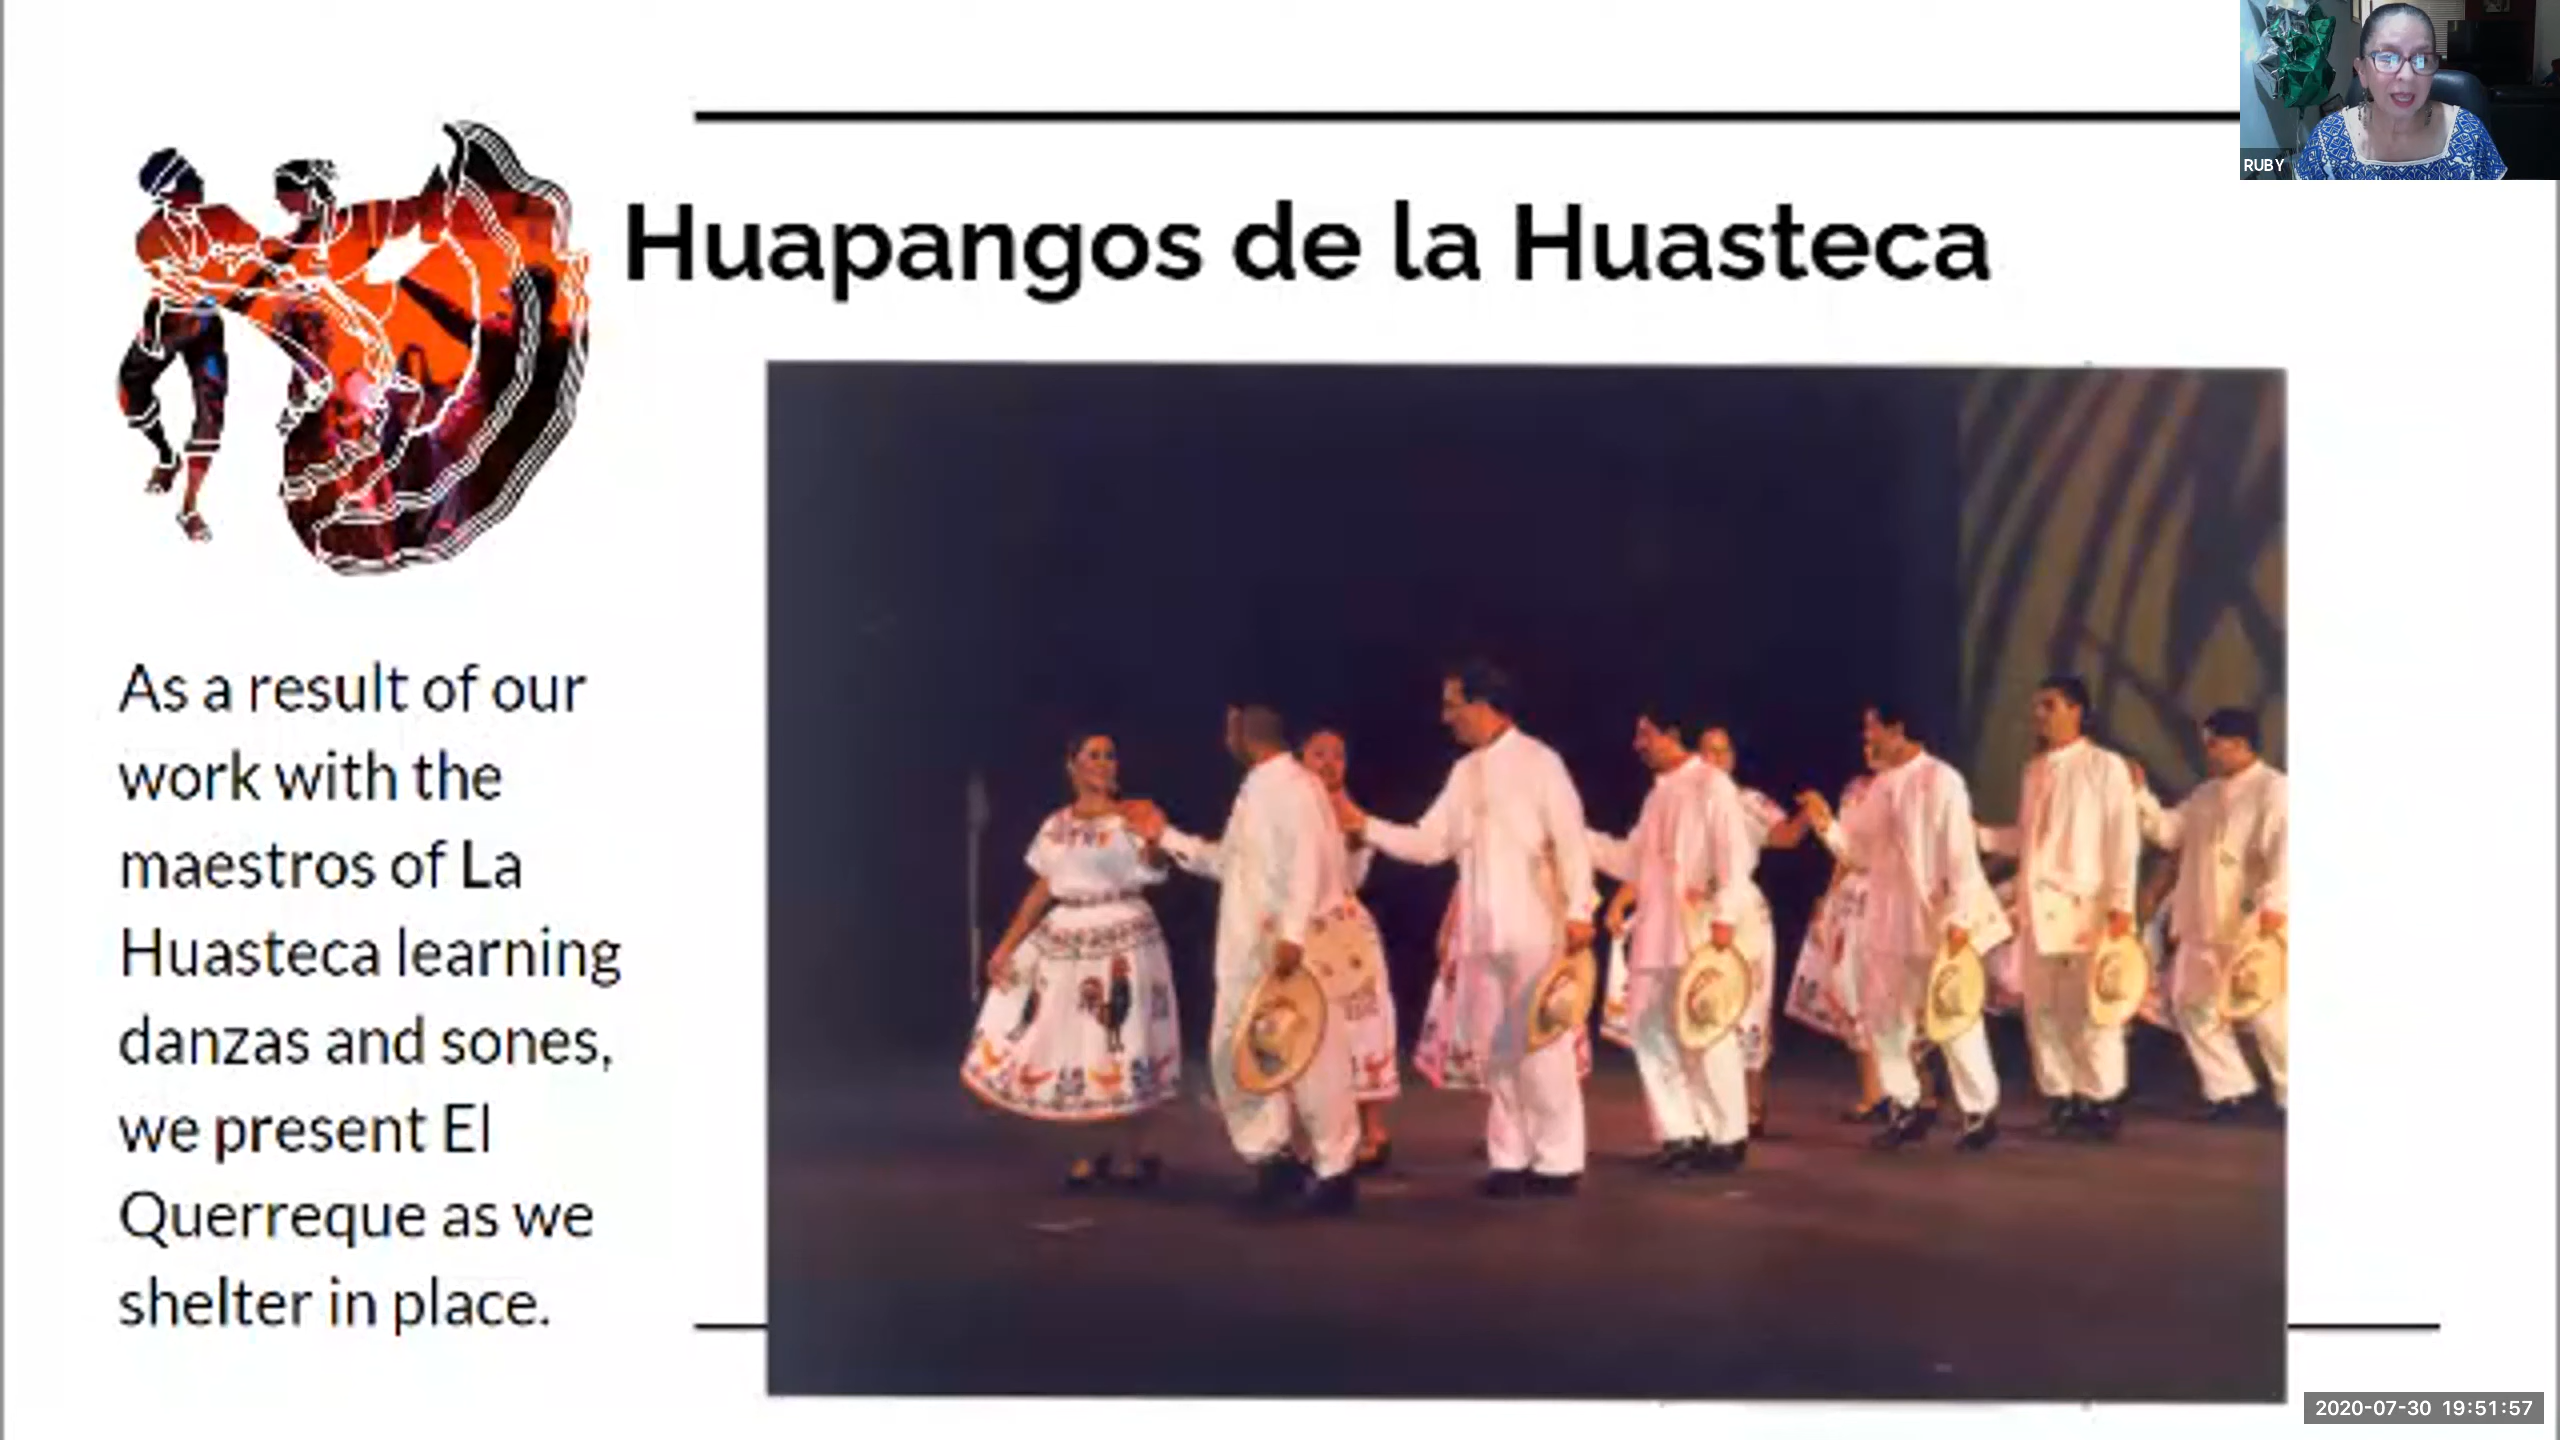 RUBY
Huapangos de la Huasteca
As a result of our
work with the
maestros of La
Huasteca learning
danzas and sones,
we present El
Querreque as we
shelter in place.
2020-07-30 19:51:57